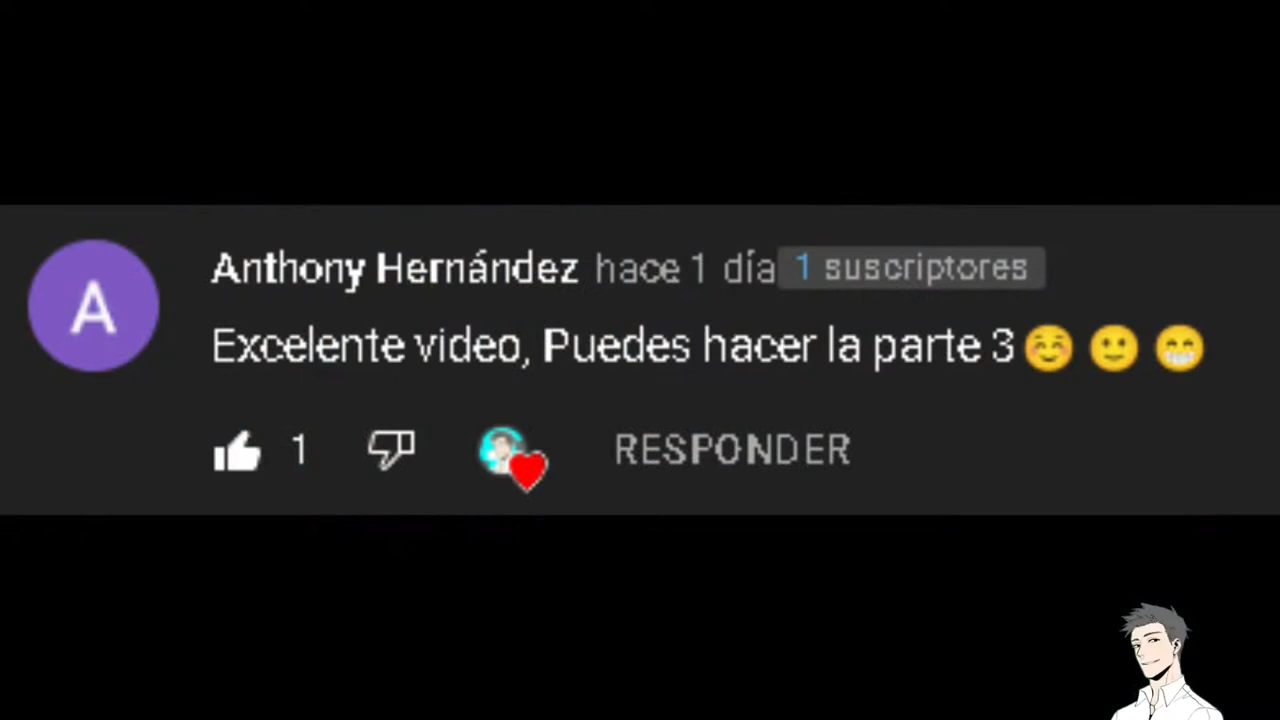 A
Anthony Hernández hace 1 día 1 suscriptores
Excelente video, Puedes hacer la parte 3☺️ 🙂 😁
1 RESPONDER